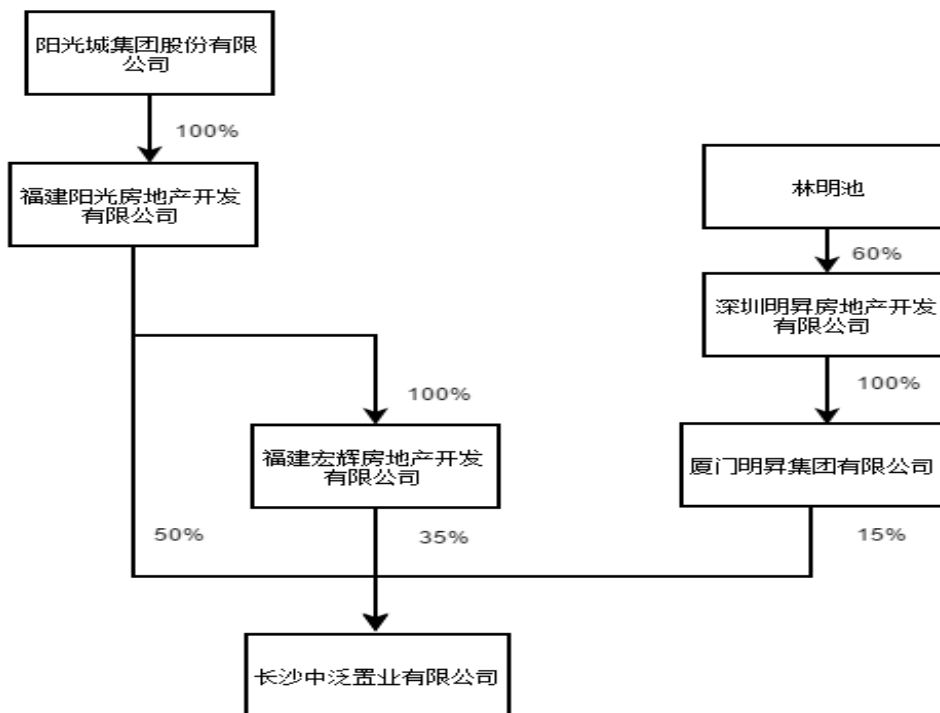 阳光城集团股份有限
公司
100%
福建阳光房地产开发
有限公司
林明池
60%
深圳明昇房地产开发
有限公司
100%
100%
福建宏辉房地产开发
有限公司
厦门明昇集团有限公司
50%
35%
15%
长沙中泛置业有限公司